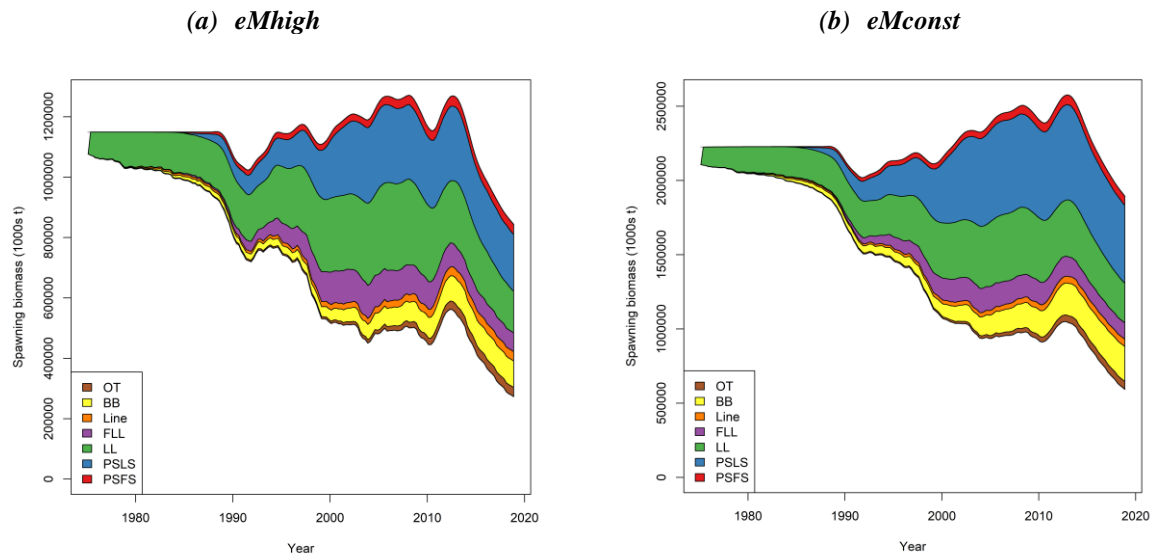 (a) eMhigh
Spawning biomass (1000s t)
1200000
1000000
800000
600000
400000
200000
0
OT
BB
Line
FLL
LL
PSLS
PSFS
1980 1990 2000 2010 2020
Year
(b) eMconst
Spawning biomass (1000s t)
2500000
2000000
1500000
1000000
500000
0
OT
BB
Line
FLL
LL
PSLS
PSFS
1980 1990 2000 2010 2020
Year